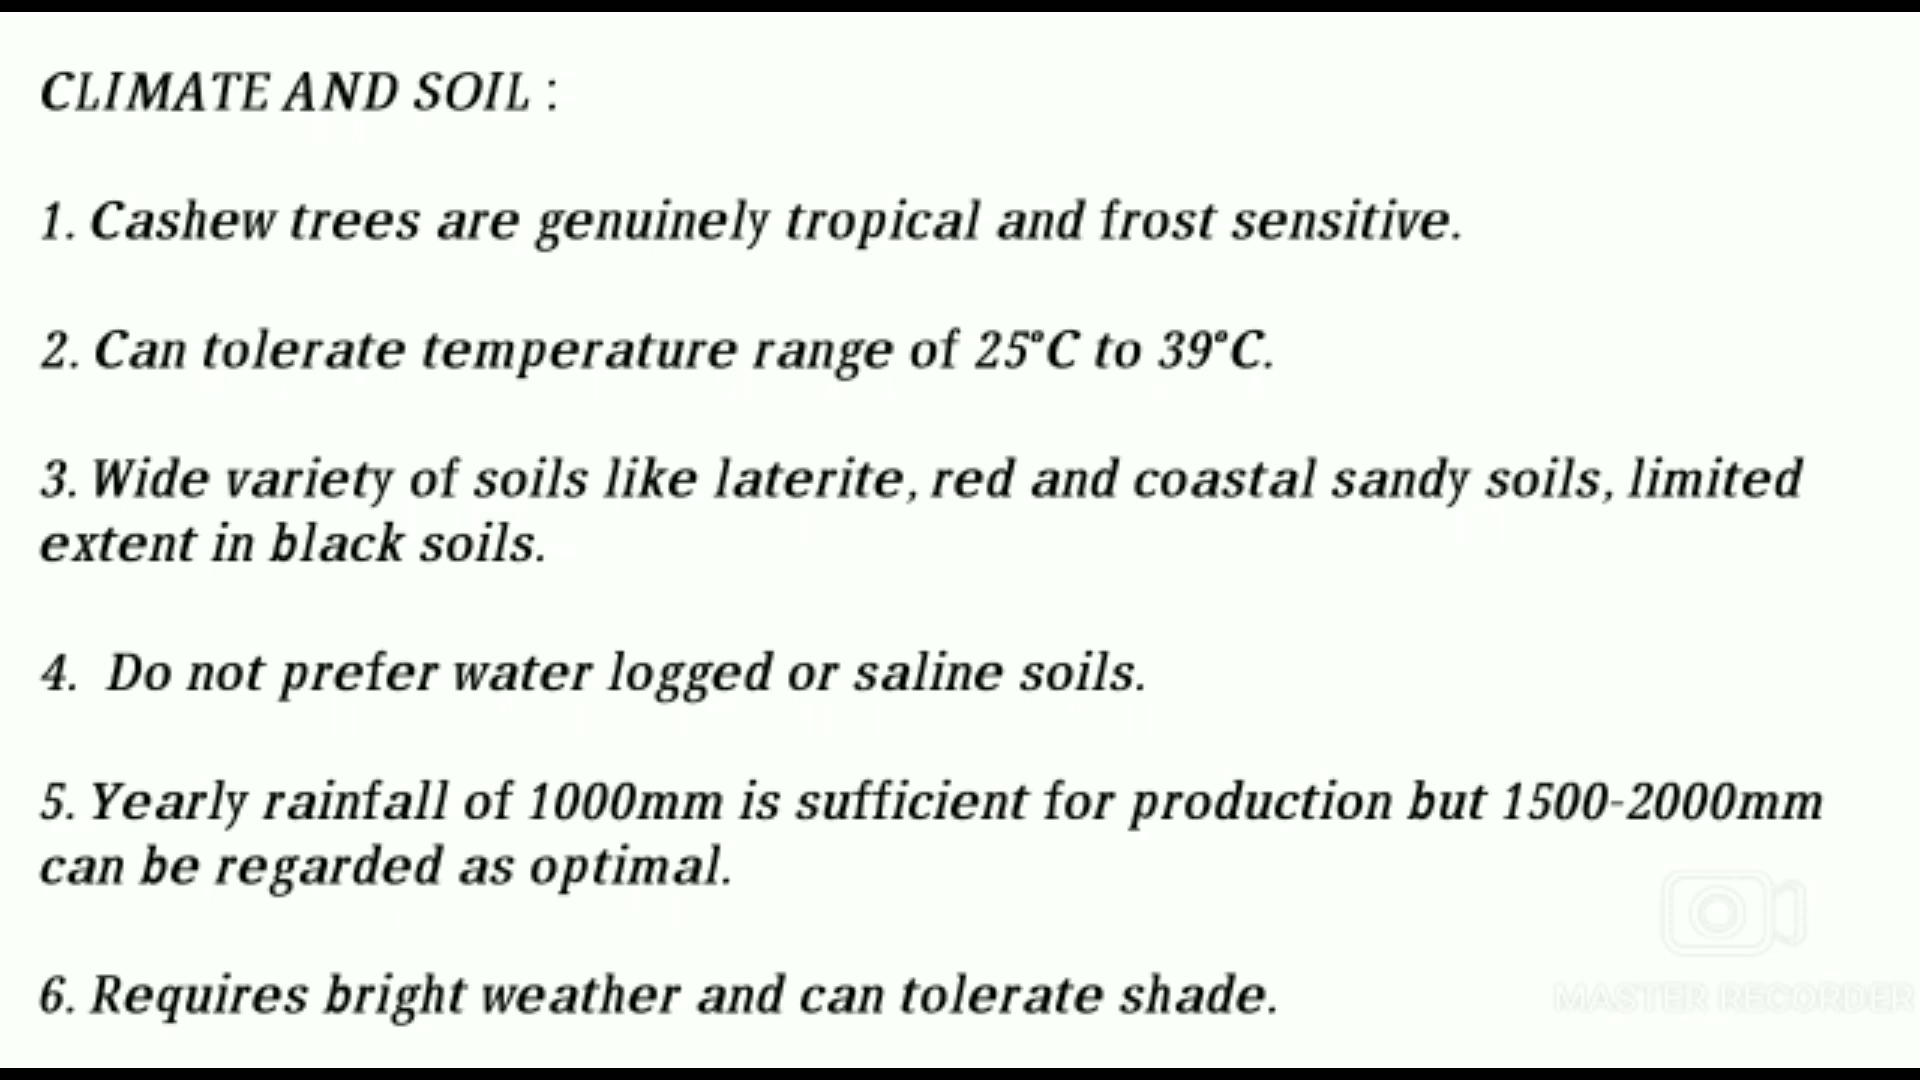 CLIMATE AND SOIL :
1. Cashew trees are genuinely tropical and frost sensitive.
2. Can tolerate temperature range of 25°C to 39°C.
3. Wide variety of soils like laterite, red and coastal sandy soils, limited
extent in black soils.
4. Do not prefer water logged or saline soils.
5. Yearly rainfall of 1000mm is sufficient for production but 1500-2000mm
can be regarded as optimal.
6. Requires bright weather and can tolerate shade.
MASTER RECORDER